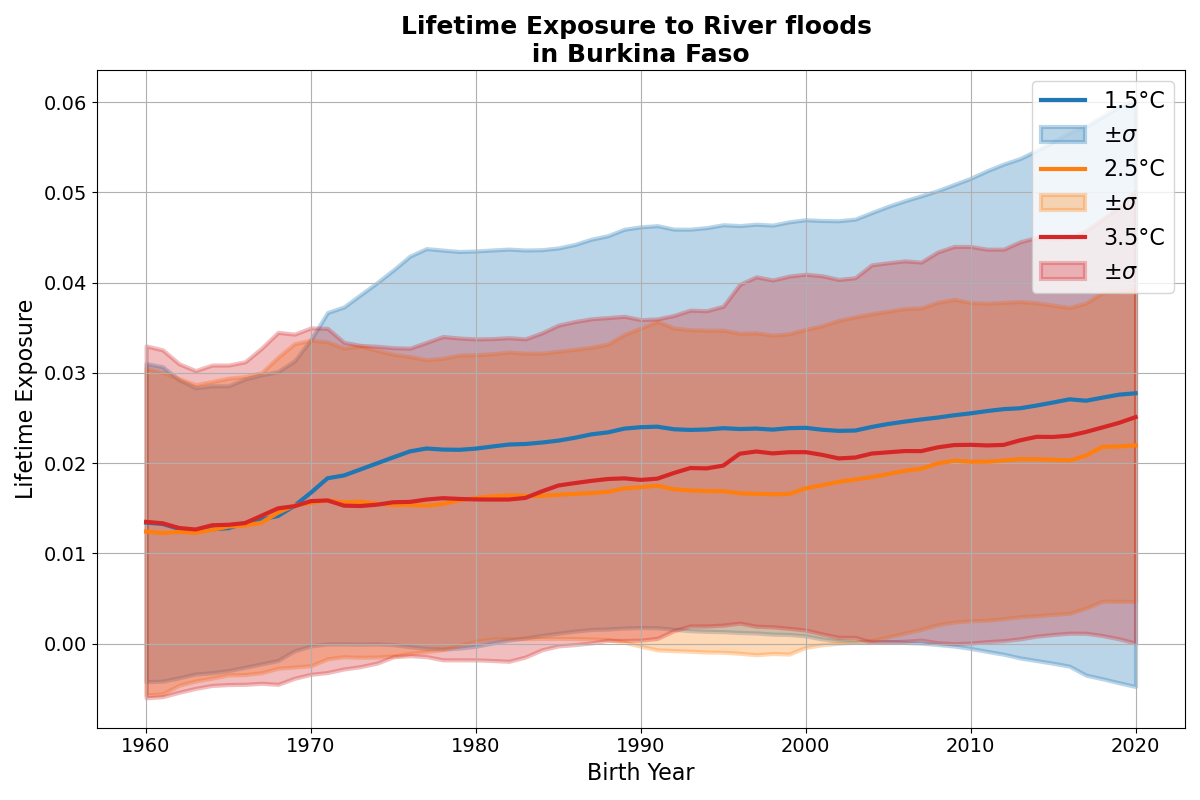 Lifetime Exposure to River floods
in Burkina Faso
Lifetime Exposure
0.06
0.05
0.04
0.03
0.02
0.01
0.00
1.5°C
±σ
2.5°C
±σ
3.5°C
±σ
1960 1970 1980 1990 2000 2010 2020
Birth Year